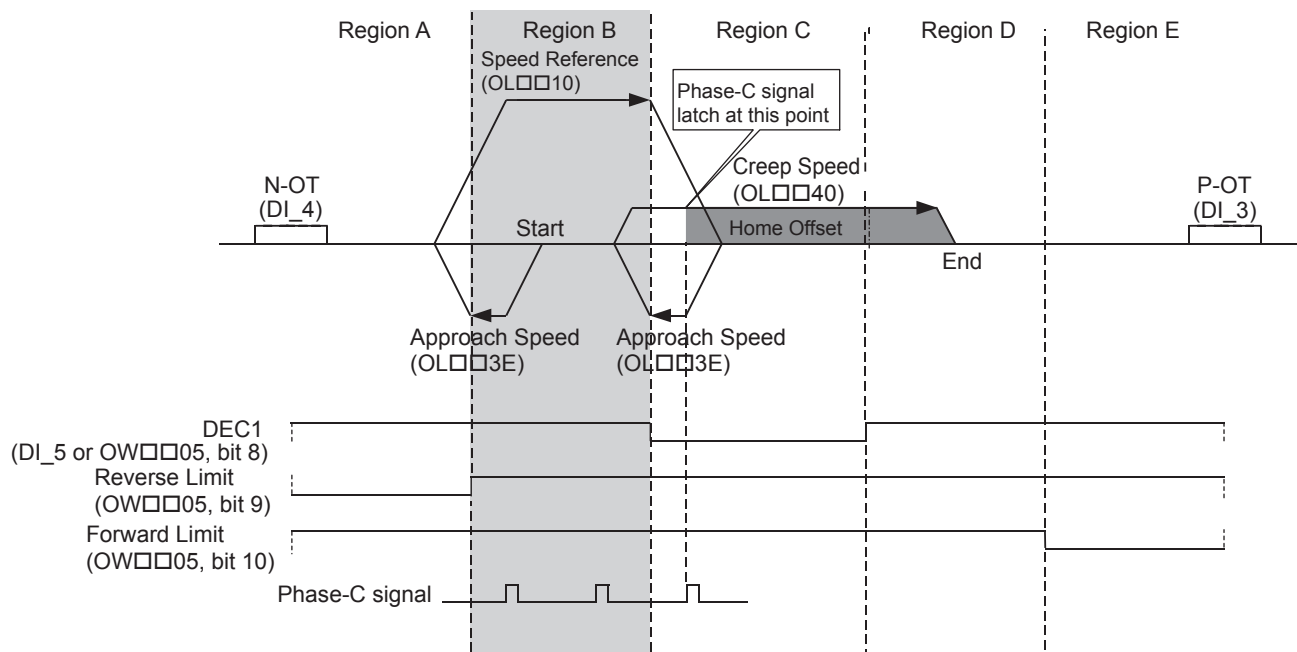 Region A
Region B
Region C
Region D
Region E
Speed Reference
(OL□□10)
Phase-C signal
latch at this point
Creep Speed
(OL□□40)
N-OT
(DI_4)
P-OT
(DI_3)
Start
Home Offset
End
Approach Speed
(OL□□3E)
Approach Speed
(OL□□3E)
DEC1
(DI_5 or OW□□05, bit 8)
Reverse Limit
(OW□□05, bit 9)
Forward Limit
(OW□□05, bit 10)
Phase-C signal